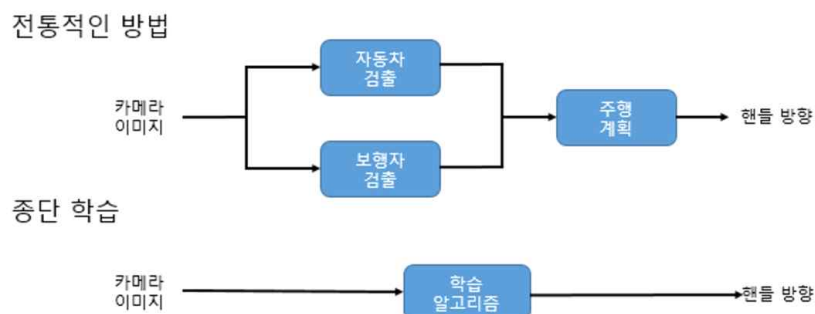 전통적인 방법
자동차
검출
카메라
이미지
주행
계획
핸들 방향
보행자
검출
종단 학습
카메라
이미지
학습
알고리즘
핸들 방향